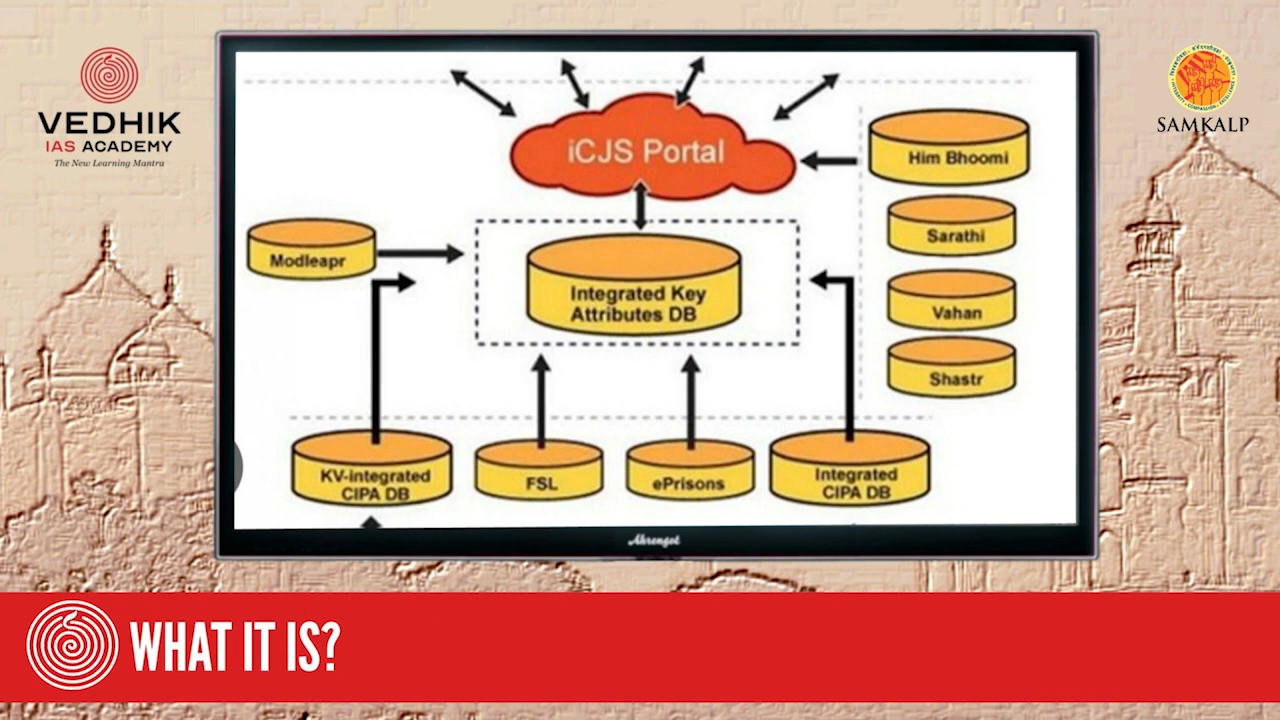 VEDHIK
IAS ACADEMY
The New Learning Mantra
SAMKALP
iCJS Portal
Him Bhoomi
Sarathi
Vahan
Shastr
Modleapr
Integrated Key
Attributes DB
KV-integrated
CIPA DB
FSL
ePrisons
Integrated
CIPA DB
WHAT IT IS?